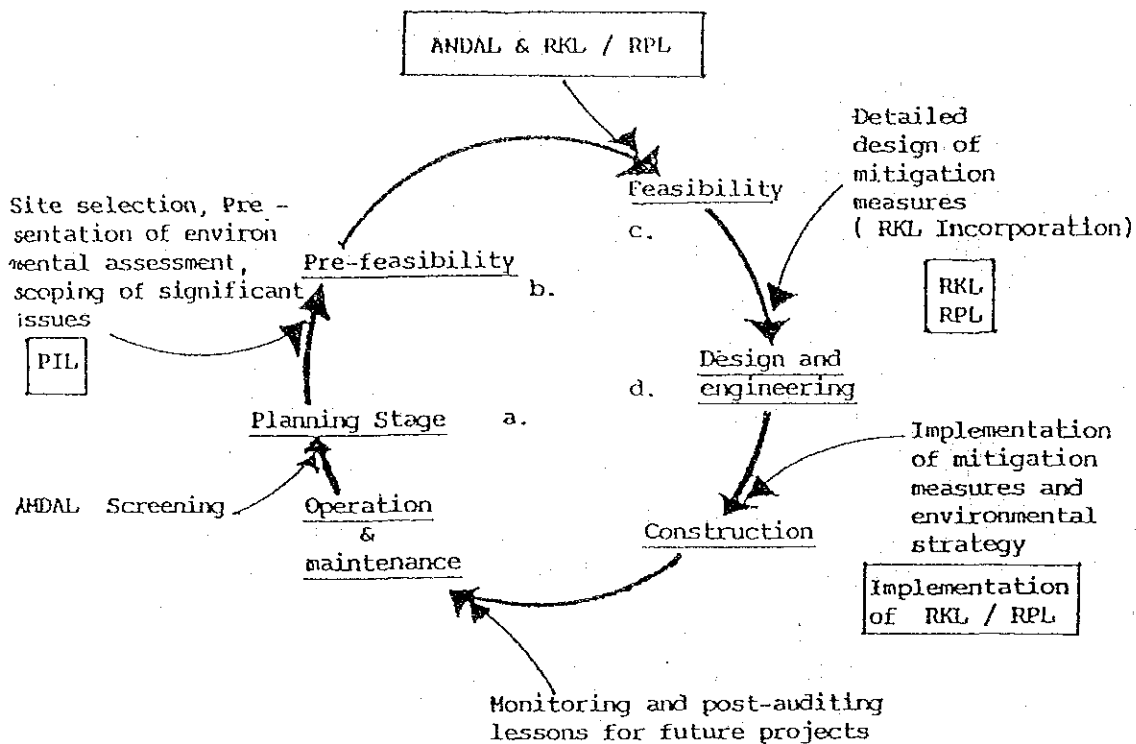 ANDAL & RKL / RPL
Detailed
design of
mitigation
measures
( RKL Incorporation)
RKL
RPL
Feasibility
c.
Site selection, Pre -
sentation of environ
mental assessment,
scoping of significant
issues
PIL
Pre-feasibility
b.
Design and
engineering
d.
Planning Stage
a.
AMDAL Screening
Operation
&
maintenance
Construction
Implementation
of mitigation
measures and
environmental
strategy
Implementation
of RKL / RPL
Monitoring and post-auditing
lessons for future projects